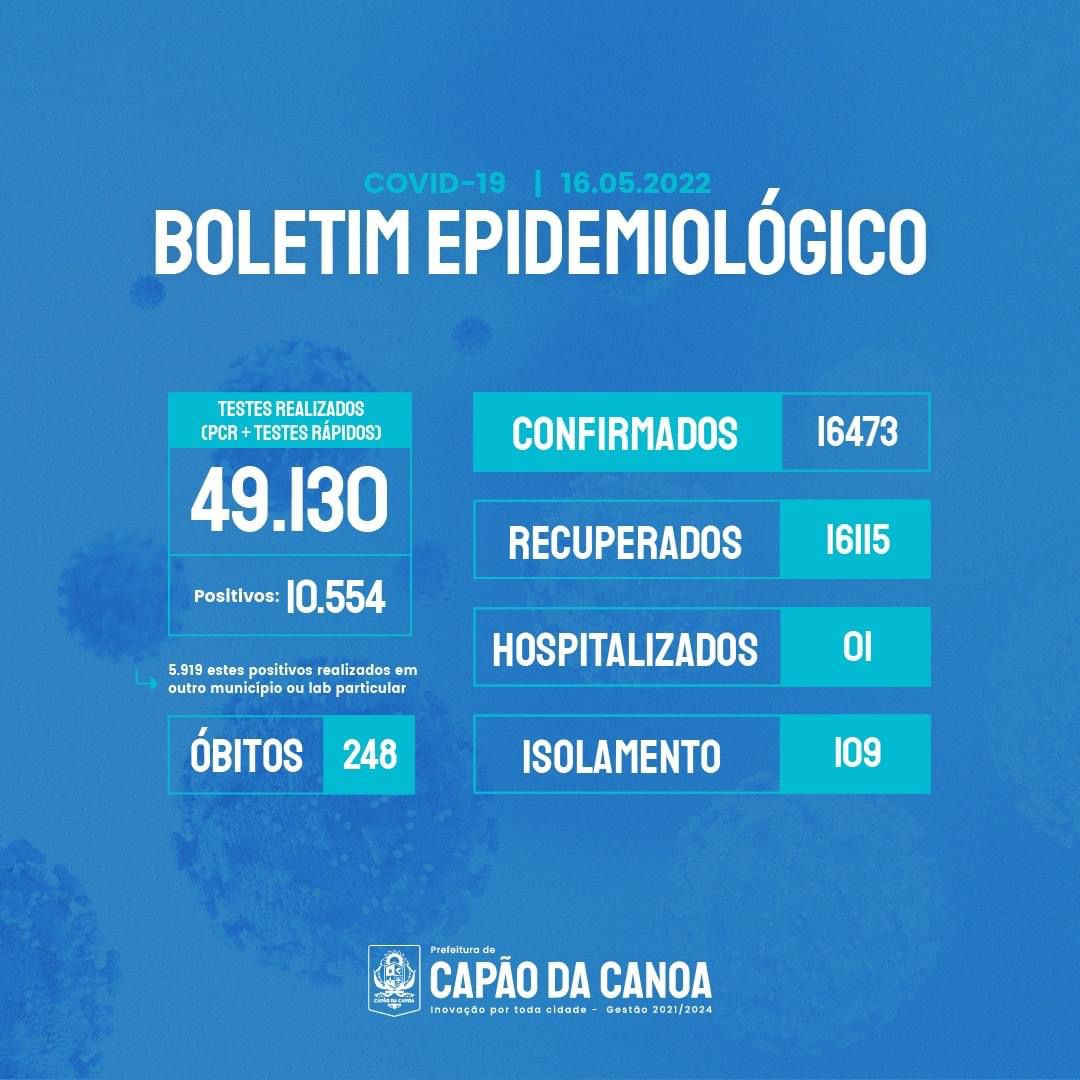 COVID-19 | 16.05.2022
BOLETIM EPIDEMIOLÓGICO
TESTES REALIZADOS
(PCR + TESTES RÁPIDOS)
49.130
Positivos: 10.554
5.919 estes positivos realizados em
outro município ou lab particular
ÓBITOS 248
CONFIRMADOS 16473
RECUPERADOS 16115
HOSPITALIZADOS 01
ISOLAMENTO 109
CAPÃO DA CANOA
Prefeitura de
CAPÃO DA CANOA
Inovação por toda cidade - Gestão 2021/2024